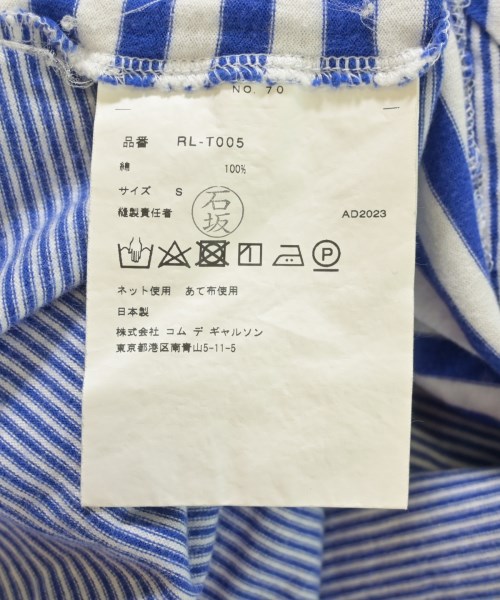 NO. 70
品番 RL-T005
綿 100%
サイズ S
縫製責任者 石坂 AD2023
P
ネット使用 あて布使用
日本製
株式会社 コム デ ギャルソン
東京都港区南青山5-11-5